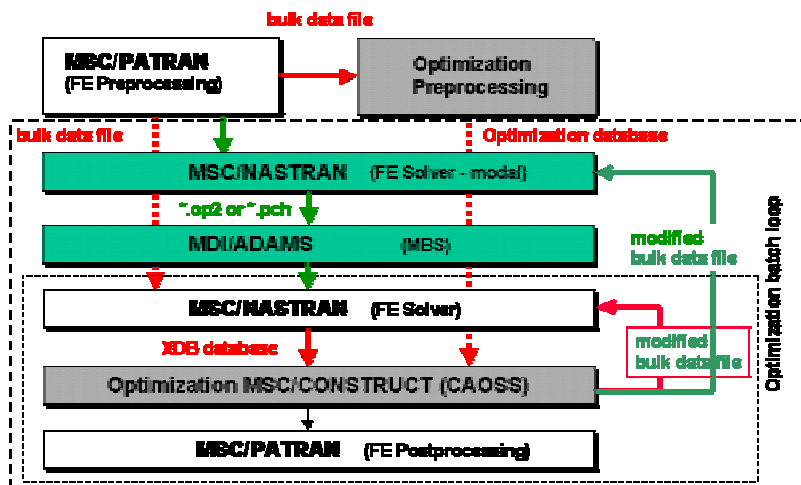 bulk data file
MSC/PATRAN
(FE Preprocessing)
Optimization
Preprocessing
bulk data file
Optimization database
MSC/NASTRAN (FE Solver - modal)
*.op2 or *.pch
MDI/ADAMS (MBS)
modified
bulk data file
MSC/NASTRAN (FE Solver)
XDB database
modified
bulk data file
Optimization MSC/CONSTRUCT (CAOSS)
MSC/PATRAN (FE Postprocessing)
Optimization batch loop